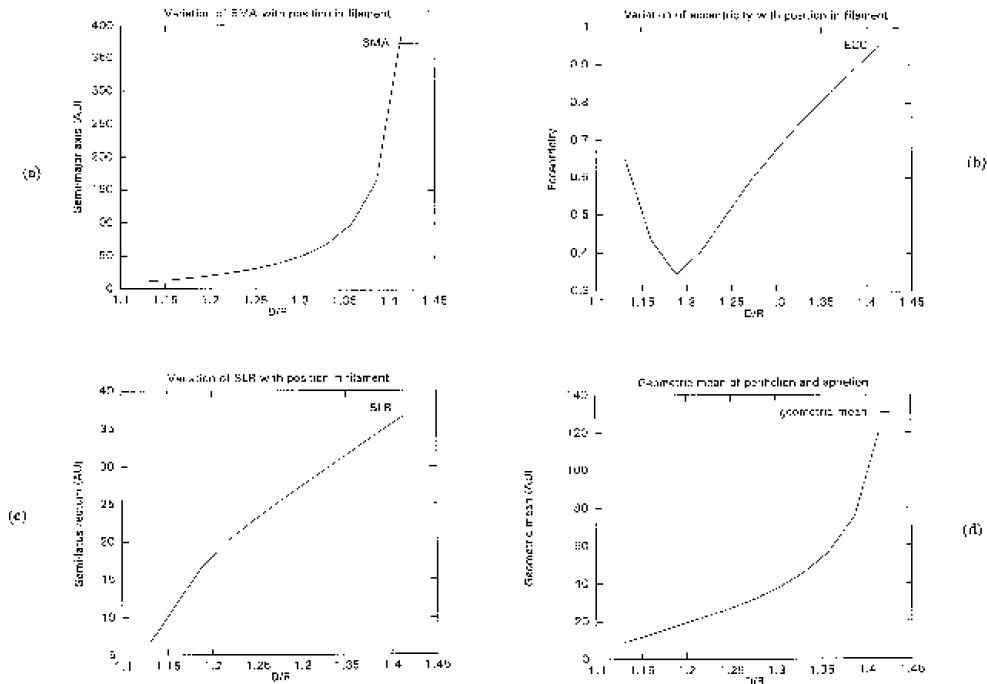 Variation of SMA with position in filament
400
SMA
350
300
250
200
150
100
50
0
1.1 1.15 1.2 1.25 1.3 1.35 1.4 1.45
D/R
Semi-major axis (AU)
(a)
Variation of eccentricity with position in filament
1
ECC
0.9
0.8
0.7
0.6
0.5
0.4
0.3
1.1 1.15 1.2 1.25 1.3 1.35 1.4 1.45
D/R
Eccentricity
(b)
Variation of SLR with position in filament
40
SLR
35
30
25
20
15
10
5
1.1 1.15 1.2 1.25 1.3 1.35 1.4 1.45
D/R
Semi-latus rectum (AU)
(c)
Geometric mean of perihelion and aphelion
140
geometric mean
120
100
80
60
40
20
0
1.1 1.15 1.2 1.25 1.3 1.35 1.4 1.45
D/R
Geometric mean (AU)
(d)